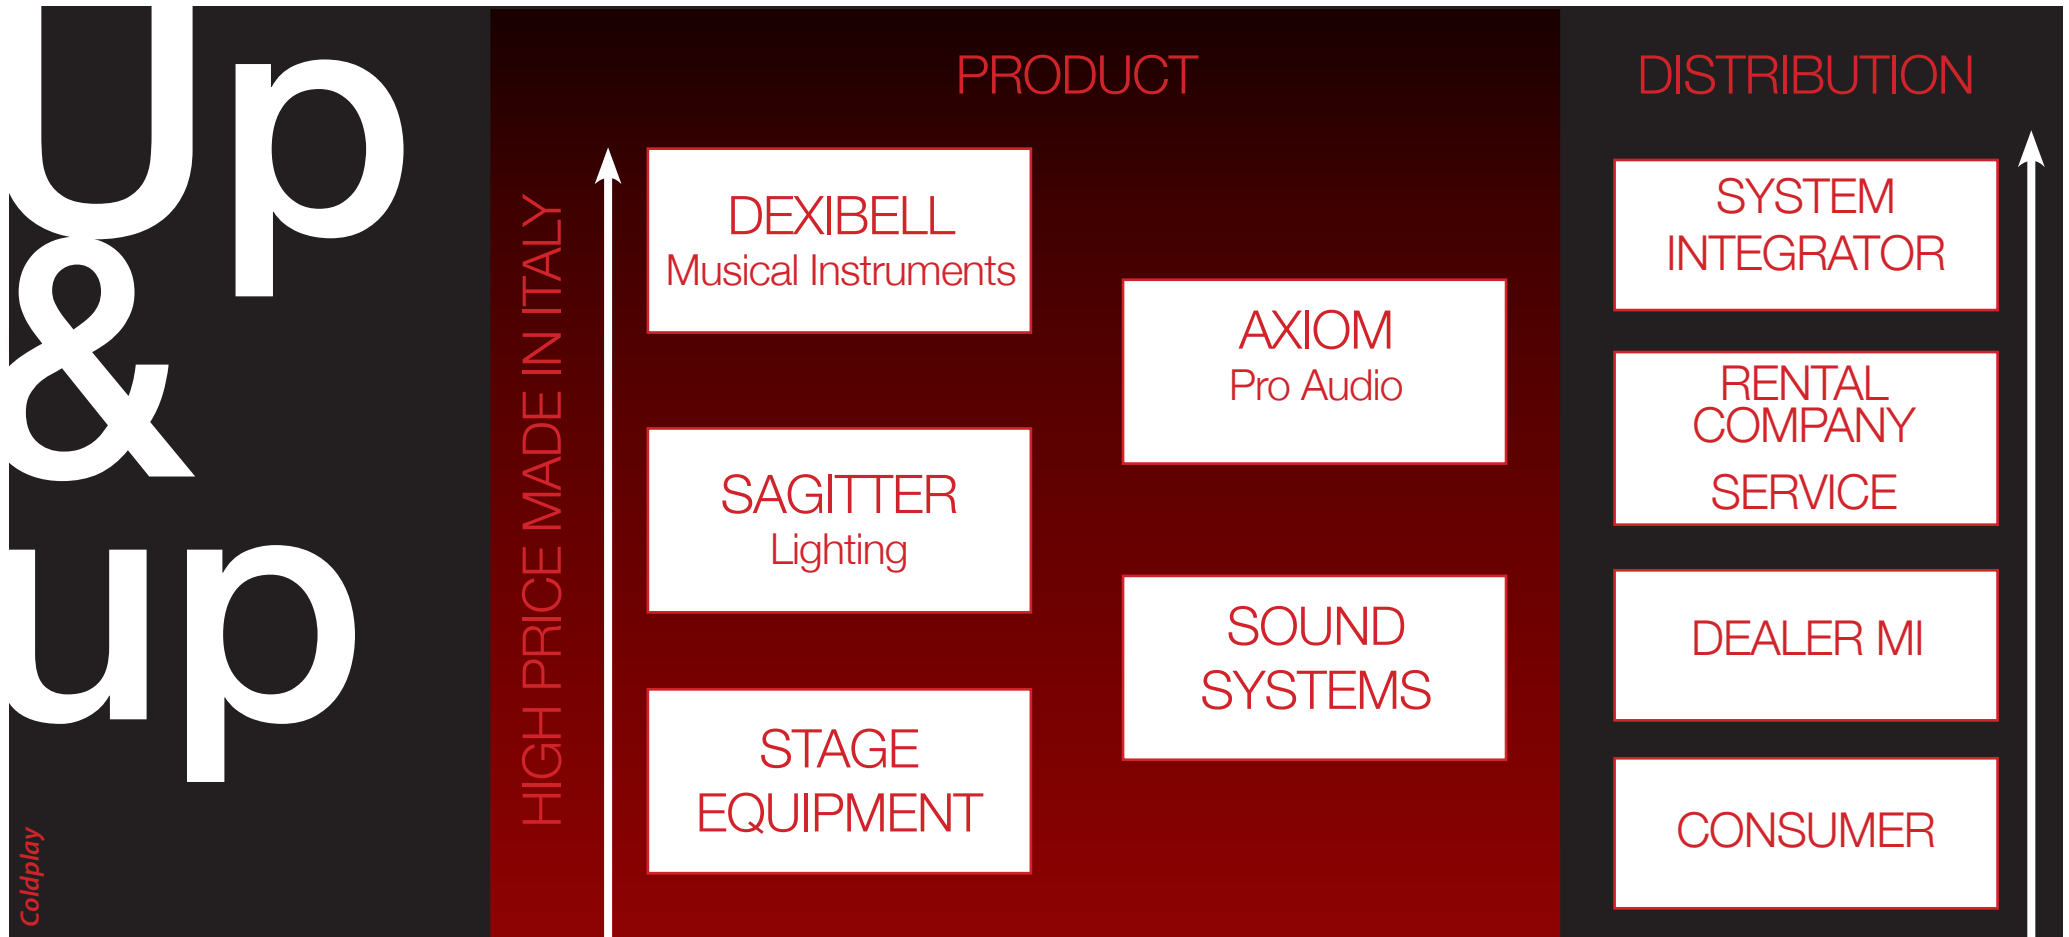 Up
&
up
Coldplay
PRODUCT
HIGH PRICE MADE IN ITALY
DEXIBELL
Musical Instruments
AXIOM
Pro Audio
SAGITTER
Lighting
SOUND
SYSTEMS
STAGE
EQUIPMENT
DISTRIBUTION
SYSTEM
INTEGRATOR
RENTAL
COMPANY
SERVICE
DEALER MI
CONSUMER